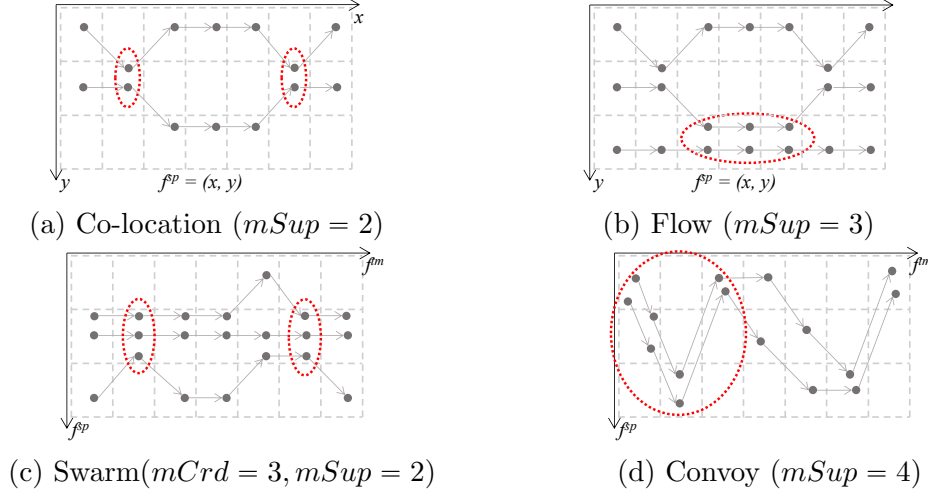 x
y
f^sp = (x, y)
(a) Co-location (mSup = 2)
y
f^sp = (x, y)
(b) Flow (mSup = 3)
f^tm
f^sp
(c) Swarm(mCrd = 3, mSup = 2)
f^tm
f^sp
(d) Convoy (mSup = 4)